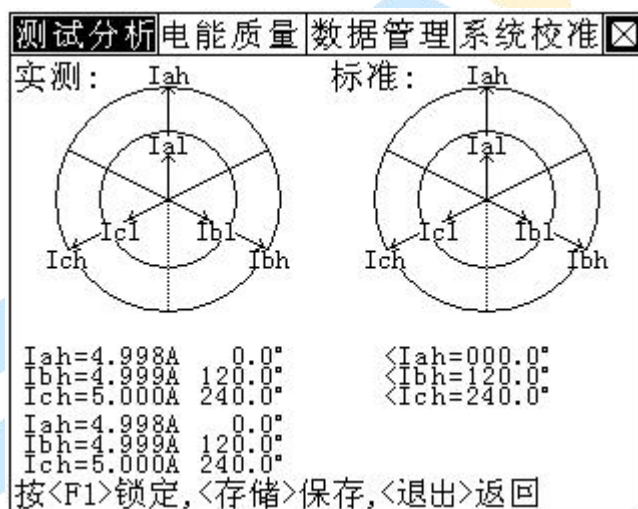 测试分析 电能质量 数据管理 系统校准
实测: 标准:
Iah Iah
Ial Ial
Icl Ibl Icl Ibl
Ich Ibh Ich Ibh
Iah=4.998A 0.0° <Iah=000.0°
Ibh=4.999A 120.0° <Ibh=120.0°
Ich=5.000A 240.0° <Ich=240.0°
Iah=4.998A 0.0°
Ibh=4.999A 120.0°
Ich=5.000A 240.0°
按<F1>锁定,<存储>保存,<退出>返回